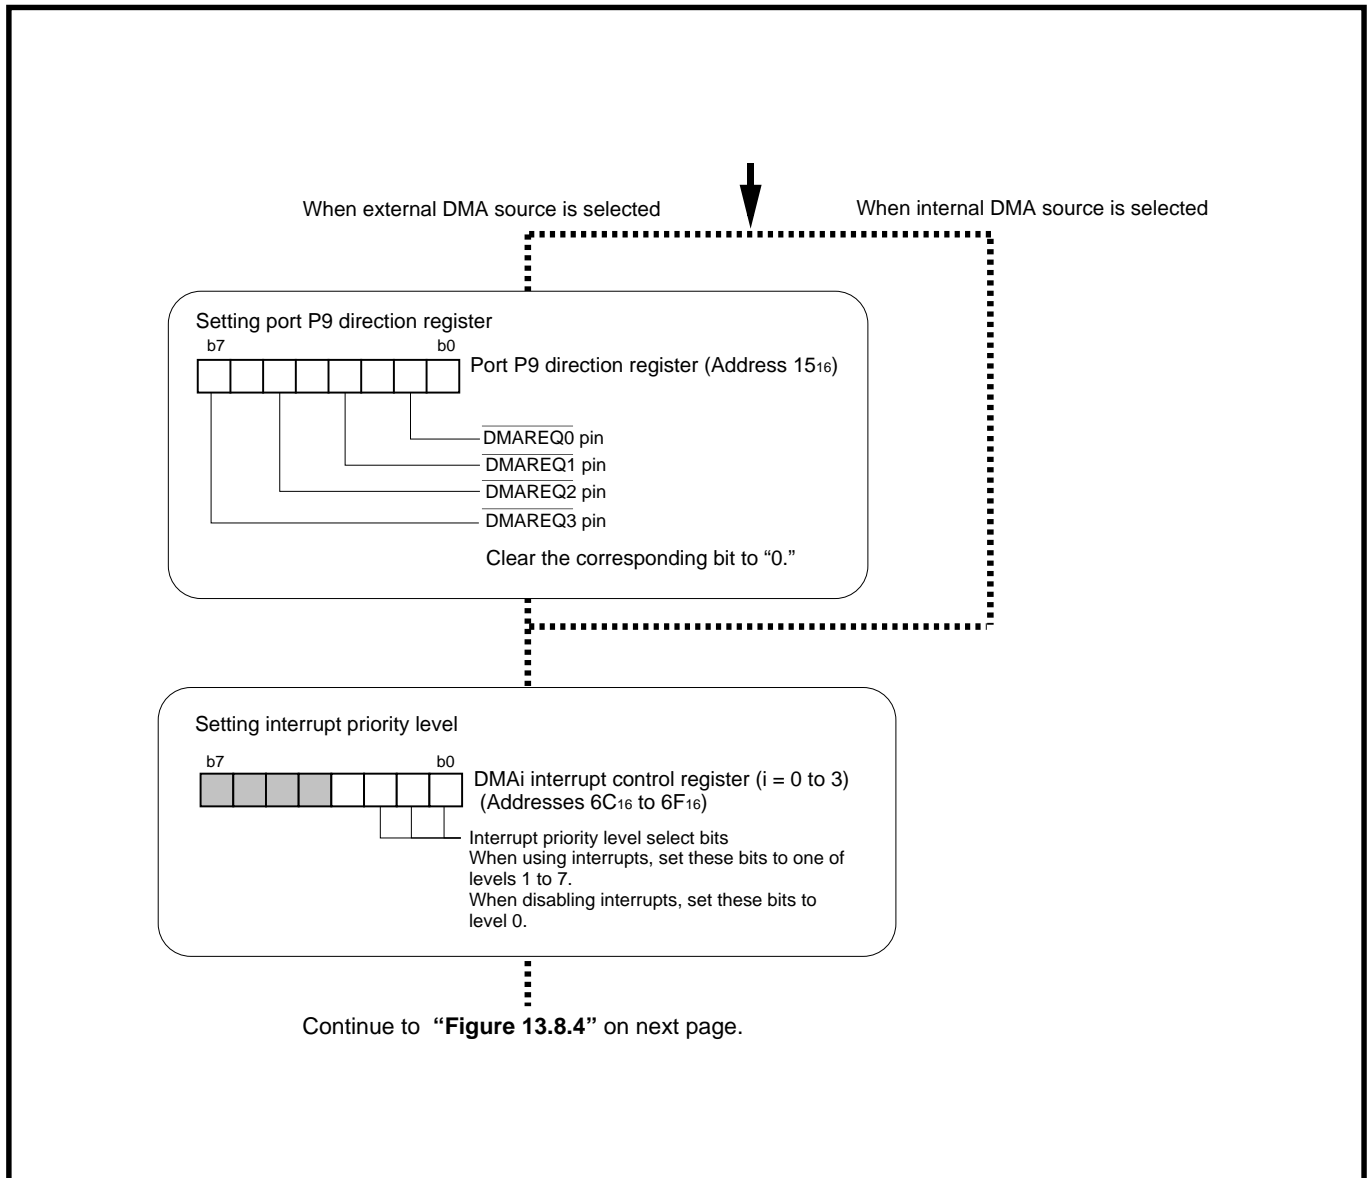 When external DMA source is selected
When internal DMA source is selected
Setting port P9 direction register
b7 b0
Port P9 direction register (Address 15₁₆)
DMAREQ0 pin
DMAREQ1 pin
DMAREQ2 pin
DMAREQ3 pin
Clear the corresponding bit to “0.”
Setting interrupt priority level
b7 b0
DMAi interrupt control register (i = 0 to 3)
(Addresses 6C₁₆ to 6F₁₆)
Interrupt priority level select bits
When using interrupts, set these bits to one of
levels 1 to 7.
When disabling interrupts, set these bits to
level 0.
Continue to “Figure 13.8.4” on next page.